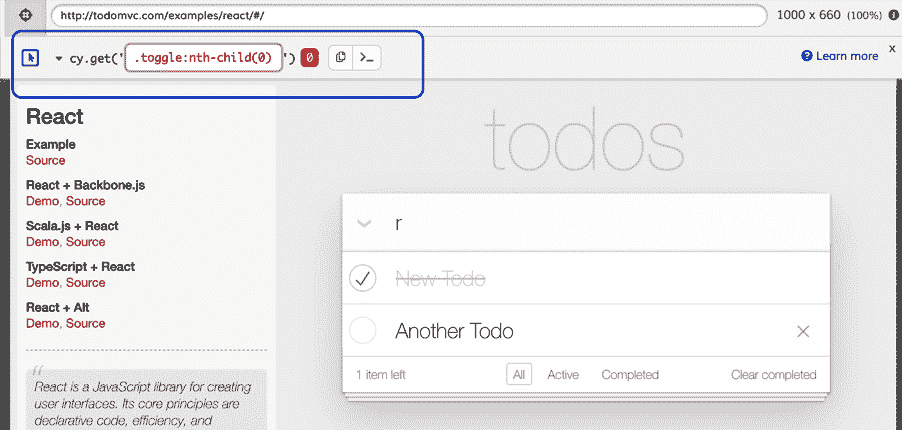 http://todomvc.com/examples/react/#/
1000 x 660 (100%)
cy.get('.toggle:nth-child(0)') 0 >_
Learn more
x
React
Example
Source
React + Backbone.js
Demo, Source
Scala.js + React
Demo, Source
TypeScript + React
Demo, Source
React + Alt
Demo, Source
React is a JavaScript library for creating
user interfaces. Its core principles are
declarative code, efficiency, and
todos
r
New Todo
Another Todo
1 item left
All
Active
Completed
Clear completed